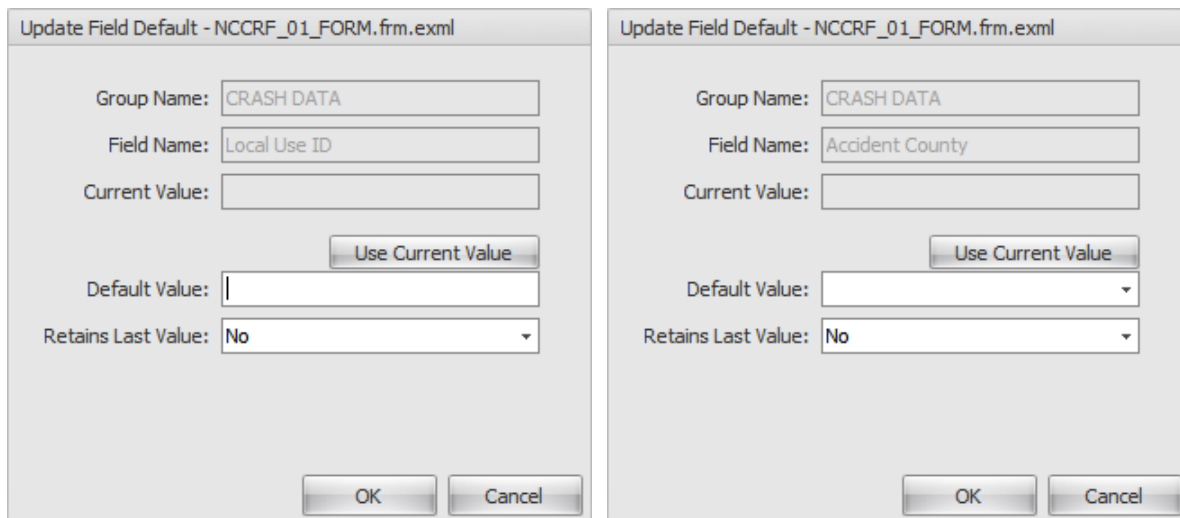 Update Field Default - NCCRF_01_FORM.frm.exml
Group Name: CRASH DATA
Field Name: Local Use ID
Current Value:
Use Current Value
Default Value:
Retains Last Value: No
OK Cancel
Update Field Default - NCCRF_01_FORM.frm.exml
Group Name: CRASH DATA
Field Name: Accident County
Current Value:
Use Current Value
Default Value:
Retains Last Value: No
OK Cancel